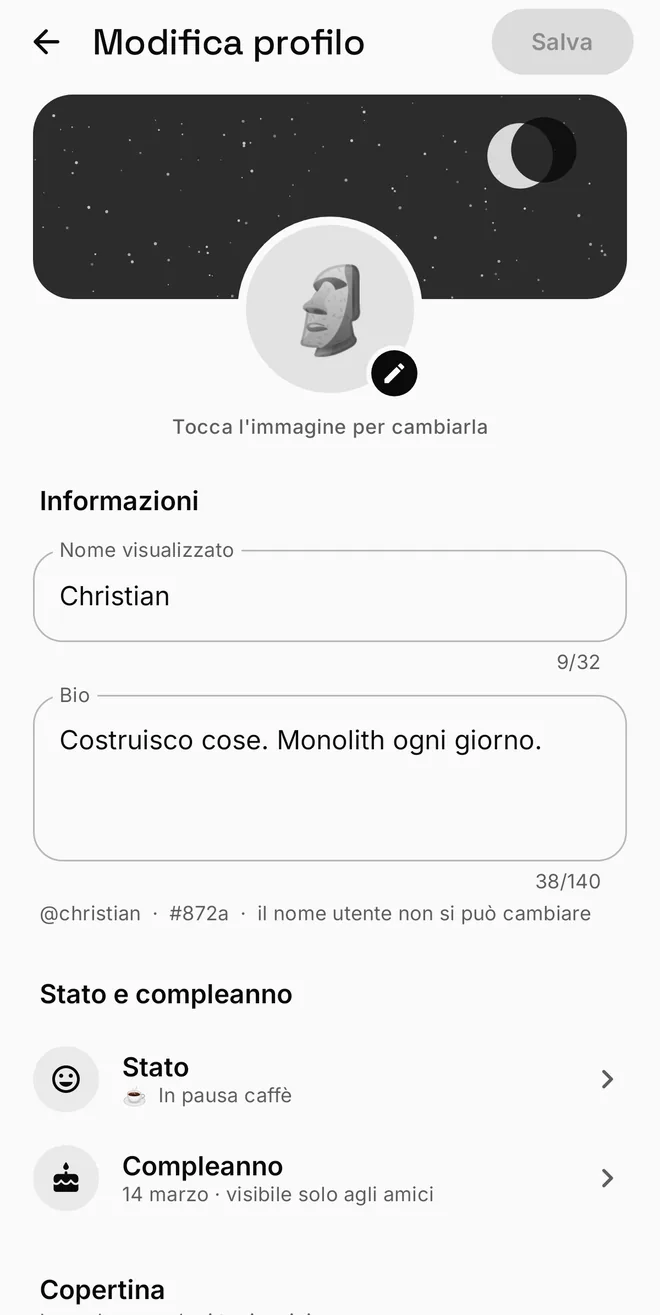 Modifica profilo
Salva
Tocca l'immagine per cambiarla
Informazioni
Nome visualizzato
Christian
9/32
Bio
Costruisco cose. Monolith ogni giorno.
38/140
@christian · #872a · il nome utente non si può cambiare
Stato e compleanno
Stato
☕ In pausa caffè
Compleanno
14 marzo · visibile solo agli amici
Copertina